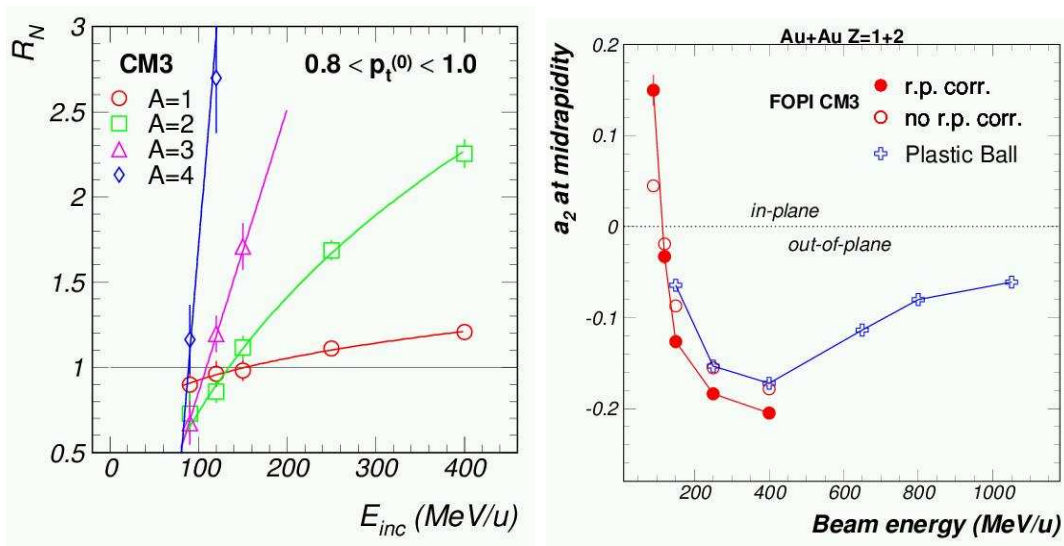 R_N
3
2.5
2
1.5
1
0.5
CM3
0.8 < p_t^(0) < 1.0
A=1
A=2
A=3
A=4
0 100 200 300 400
E_inc (MeV/u)
Au+Au Z=1+2
a_2 at midrapidity
0.2
0.1
0
-0.1
-0.2
FOPI CM3
r.p. corr.
no r.p. corr.
Plastic Ball
in-plane
out-of-plane
200 400 600 800 1000
Beam energy (MeV/u)